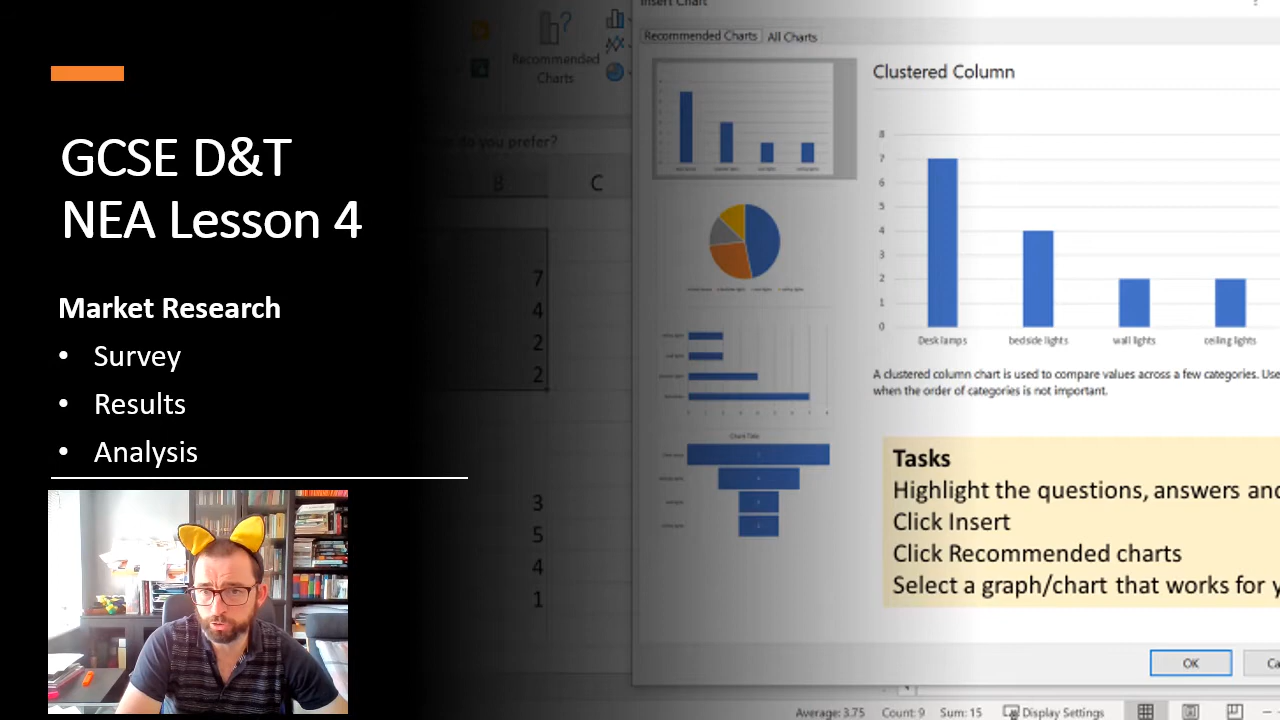 GCSE D&T
NEA Lesson 4
Market Research
• Survey
• Results
• Analysis
Recommended
Charts
do you prefer?
B
C
7
4
2
2
3
5
4
1
Insert Chart
?
Recommended Charts
All Charts
Clustered Column
8
7
6
5
4
3
2
1
0
Desk lamps bedside lights wall lights ceiling lights
A clustered column chart is used to compare values across a few categories. Use
when the order of categories is not important.
Chart Title
Tasks
Highlight the questions, answers and
Click Insert
Click Recommended charts
Select a graph/chart that works for y
OK
Ca
Average: 3.75 Count: 9 Sum: 15 Display Settings